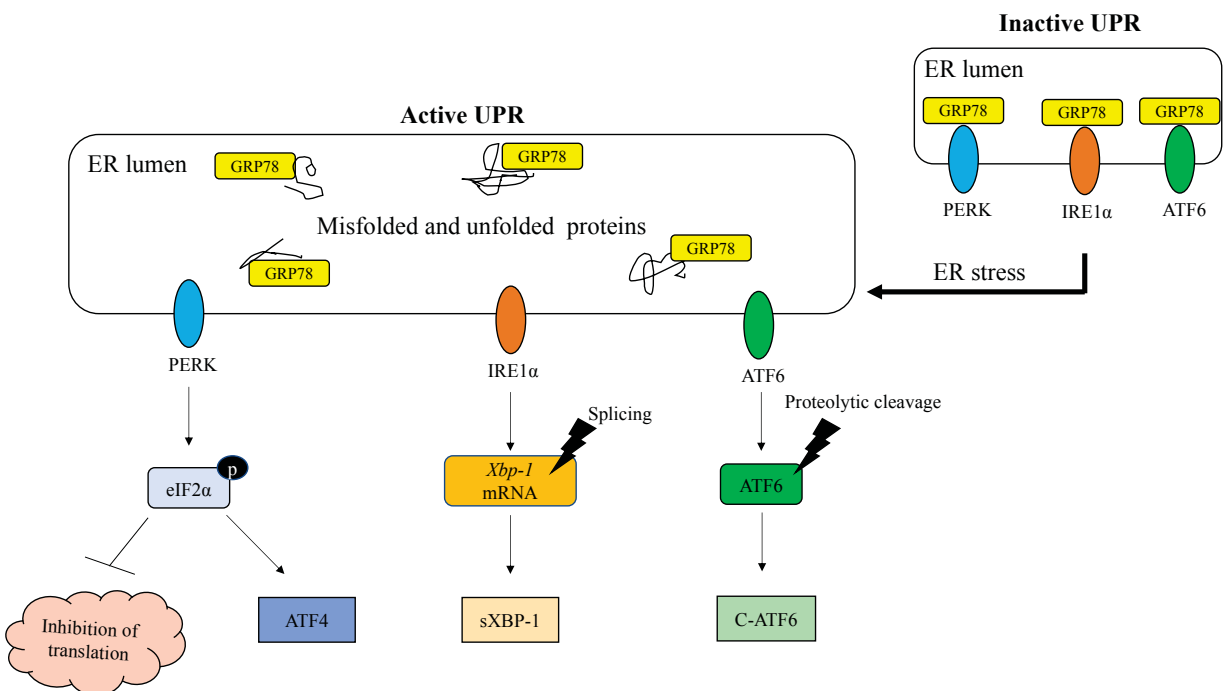 Inactive UPR
ER lumen
GRP78
GRP78
GRP78
PERK
IRE1α
ATF6
ER stress
Active UPR
ER lumen
GRP78
GRP78
Misfolded and unfolded proteins
GRP78
GRP78
PERK
IRE1α
ATF6
Splicing
Proteolytic cleavage
p
eIF2α
Xbp-1
mRNA
ATF6
Inhibition of
translation
ATF4
sXBP-1
C-ATF6